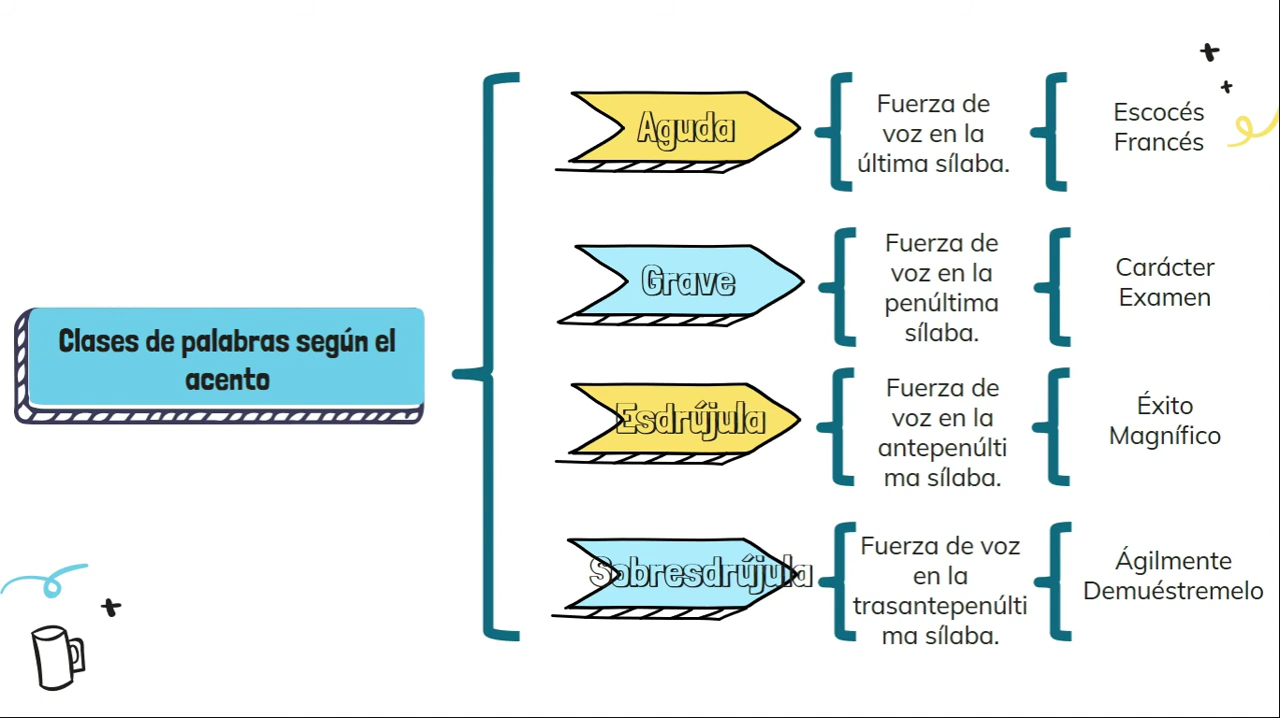 Clases de palabras según el
acento
Aguda
Fuerza de
voz en la
última sílaba.
Escocés
Francés
Grave
Fuerza de
voz en la
penúltima
sílaba.
Carácter
Examen
Esdrújula
Fuerza de
voz en la
antepenúlti
ma sílaba.
Éxito
Magnífico
Sobresdrújula
Fuerza de voz
en la
trasantepenúlti
ma sílaba.
Ágilmente
Demuéstremelo